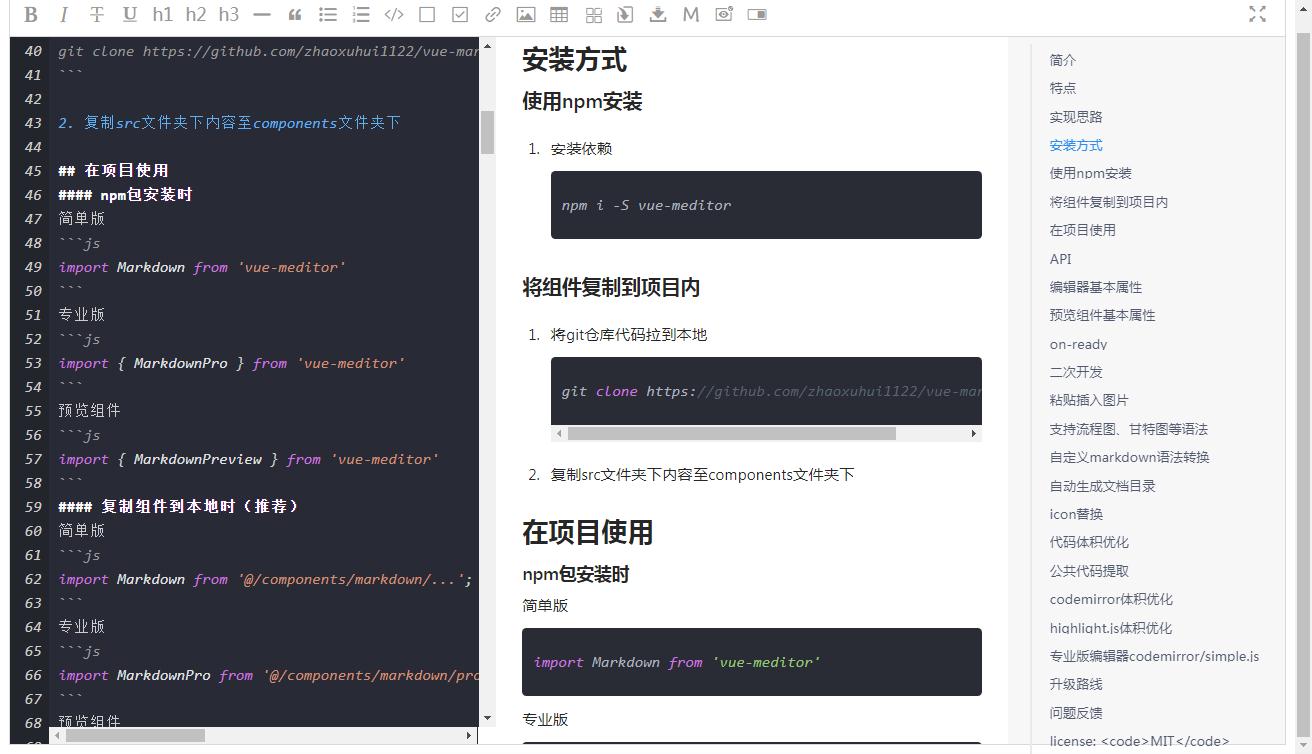 B I T U h1 h2 h3 — “ </> M
40 git clone https://github.com/zhaoxuhui1122/vue-mar
41 ```
42
43 2. 复制src文件夹下内容至components文件夹下
44
45 ## 在项目使用
46 #### npm包安装时
47 简单版
48 ```js
49 import Markdown from 'vue-meditor'
50 ```
51 专业版
52 ```js
53 import { MarkdownPro } from 'vue-meditor'
54 ```
55 预览组件
56 ```js
57 import { MarkdownPreview } from 'vue-meditor'
58 ```
59 #### 复制组件到本地时（推荐）
60 简单版
61 ```js
62 import Markdown from '@/components/markdown/...';
63 ```
64 专业版
65 ```js
66 import MarkdownPro from '@/components/markdown/pro
67 ```
68 预览组件
安装方式
使用npm安装
1. 安装依赖
npm i -S vue-meditor
将组件复制到项目内
1. 将git仓库代码拉到本地
git clone https://github.com/zhaoxuhui1122/vue-mar
2. 复制src文件夹下内容至components文件夹下
在项目使用
npm包安装时
简单版
import Markdown from 'vue-meditor'
专业版
简介
特点
实现思路
安装方式
使用npm安装
将组件复制到项目内
在项目使用
API
编辑器基本属性
预览组件基本属性
on-ready
二次开发
粘贴插入图片
支持流程图、甘特图等语法
自定义markdown语法转换
自动生成文档目录
icon替换
代码体积优化
公共代码提取
codemirror体积优化
highlight.js体积优化
专业版编辑器codemirror/simple.js
升级路线
问题反馈
license: <code>MIT</code>